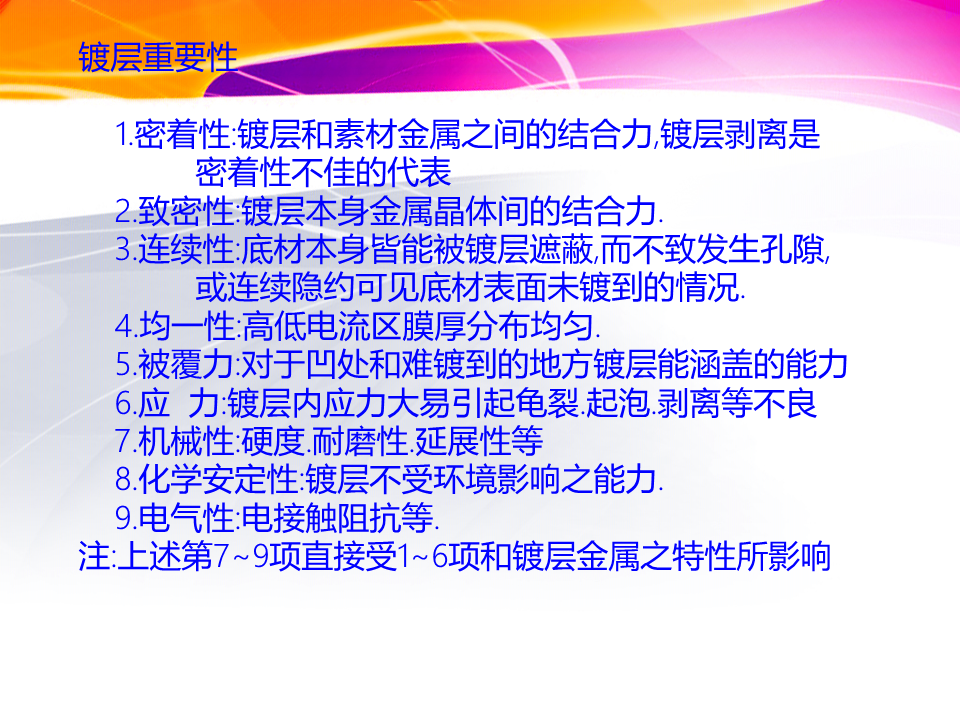 镀层重要性
1.密着性:镀层和素材金属之间的结合力,镀层剥离是
密着性不佳的代表
2.致密性:镀层本身金属晶体间的结合力.
3.连续性:底材本身皆能被镀层遮蔽,而不致发生孔隙,
或连续隐约可见底材表面未镀到的情况.
4.均一性:高低电流区膜厚分布均匀.
5.被覆力:对于凹处和难镀到的地方镀层能涵盖的能力
6.应  力:镀层内应力大易引起龟裂.起泡.剥离等不良
7.机械性:硬度.耐磨性.延展性等
8.化学安定性:镀层不受环境影响之能力.
9.电气性:电接触阻抗等.
注:上述第7~9项直接受1~6项和镀层金属之特性所影响